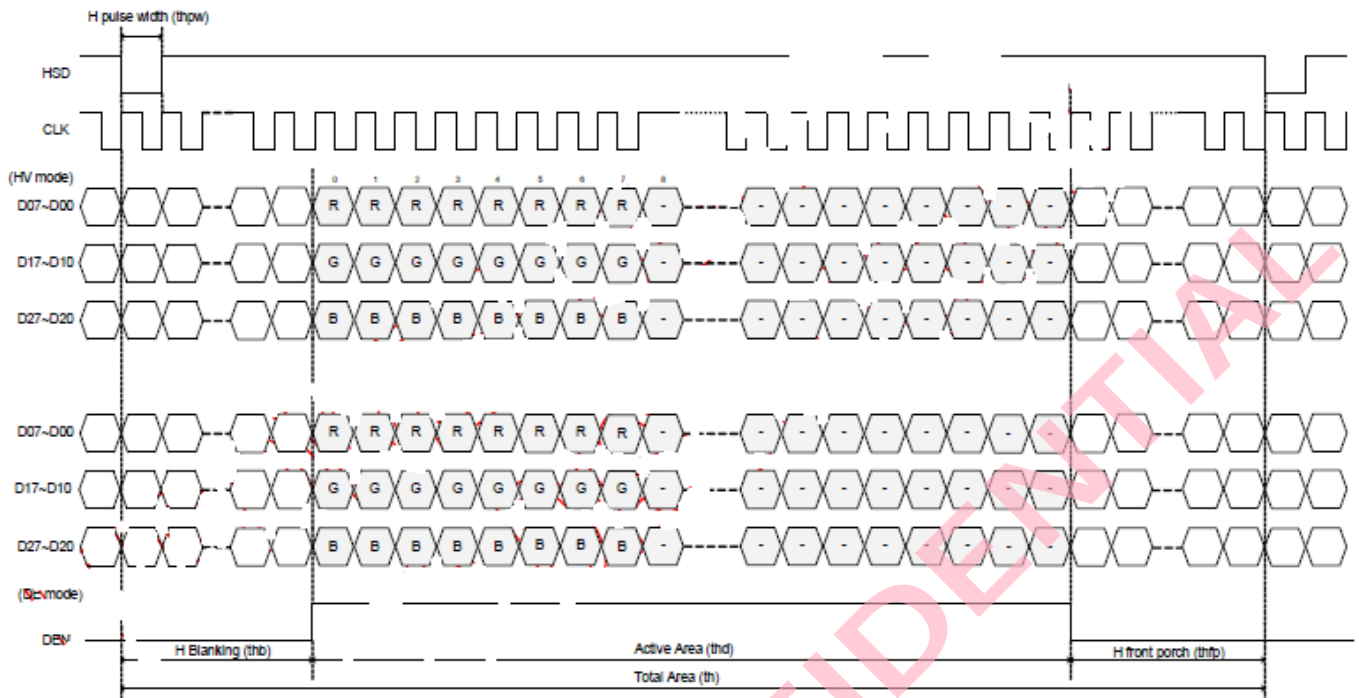 H pulse width (thpw)
HSD
CLK
(HV mode)
0 1 2 3 4 5 6 7 8
D07~D00 R R R R R R R R - - - - - - - - -
D17~D10 G G G G G G G G - - - - - - - - -
D27~D20 B B B B B B B B - - - - - - - - -
D07~D00 R R R R R R R R - - - - - - - - -
D17~D10 G G G G G G G G - - - - - - - - -
D27~D20 B B B B B B B B - - - - - - - - -
mode)
H Blanking (thb) Active Area (thd) H front porch (thfp)
Total Area (th)
FIDENTIAL